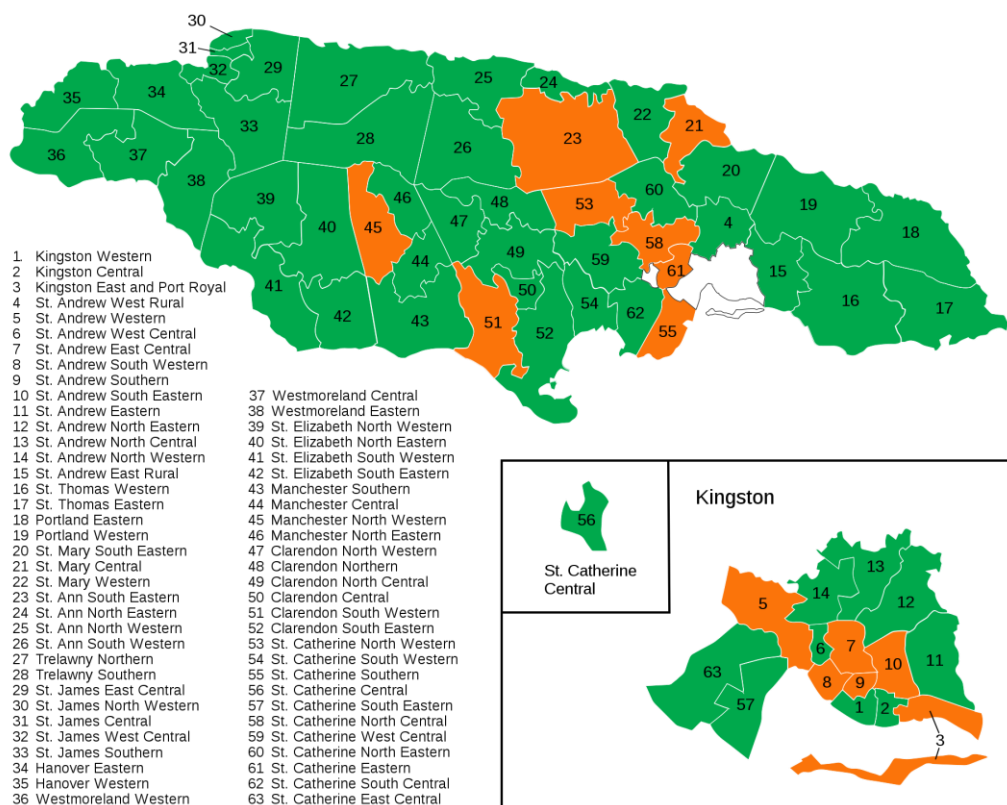 30
31
32
29
27
25
24
35
34
33
28
26
23
22
21
36
37
38
39
40
45
46
47
48
53
60
20
19
18
4
58
61
59
49
44
50
54
62
55
15
16
17
41
42
43
51
52
1 Kingston Western
2 Kingston Central
3 Kingston East and Port Royal
4 St. Andrew West Rural
5 St. Andrew Western
6 St. Andrew West Central
7 St. Andrew East Central
8 St. Andrew South Western
9 St. Andrew Southern
10 St. Andrew South Eastern
11 St. Andrew Eastern
12 St. Andrew North Eastern
13 St. Andrew North Central
14 St. Andrew North Western
15 St. Andrew East Rural
16 St. Thomas Western
17 St. Thomas Eastern
18 Portland Eastern
19 Portland Western
20 St. Mary South Eastern
21 St. Mary Central
22 St. Mary Western
23 St. Ann South Eastern
24 St. Ann North Eastern
25 St. Ann North Western
26 St. Ann South Western
27 Trelawny Northern
28 Trelawny Southern
29 St. James East Central
30 St. James North Western
31 St. James Central
32 St. James West Central
33 St. James Southern
34 Hanover Eastern
35 Hanover Western
36 Westmoreland Western
37 Westmoreland Central
38 Westmoreland Eastern
39 St. Elizabeth North Western
40 St. Elizabeth North Eastern
41 St. Elizabeth South Western
42 St. Elizabeth South Eastern
43 Manchester Southern
44 Manchester Central
45 Manchester North Western
46 Manchester North Eastern
47 Clarendon North Western
48 Clarendon Northern
49 Clarendon North Central
50 Clarendon Central
51 Clarendon South Western
52 Clarendon South Eastern
53 St. Catherine North Western
54 St. Catherine South Western
55 St. Catherine Southern
56 St. Catherine Central
57 St. Catherine South Eastern
58 St. Catherine North Central
59 St. Catherine West Central
60 St. Catherine North Eastern
61 St. Catherine Eastern
62 St. Catherine South Central
63 St. Catherine East Central
56
St. Catherine
Central
Kingston
13
14
12
5
6
7
10
11
8
9
63
57
1
2
3